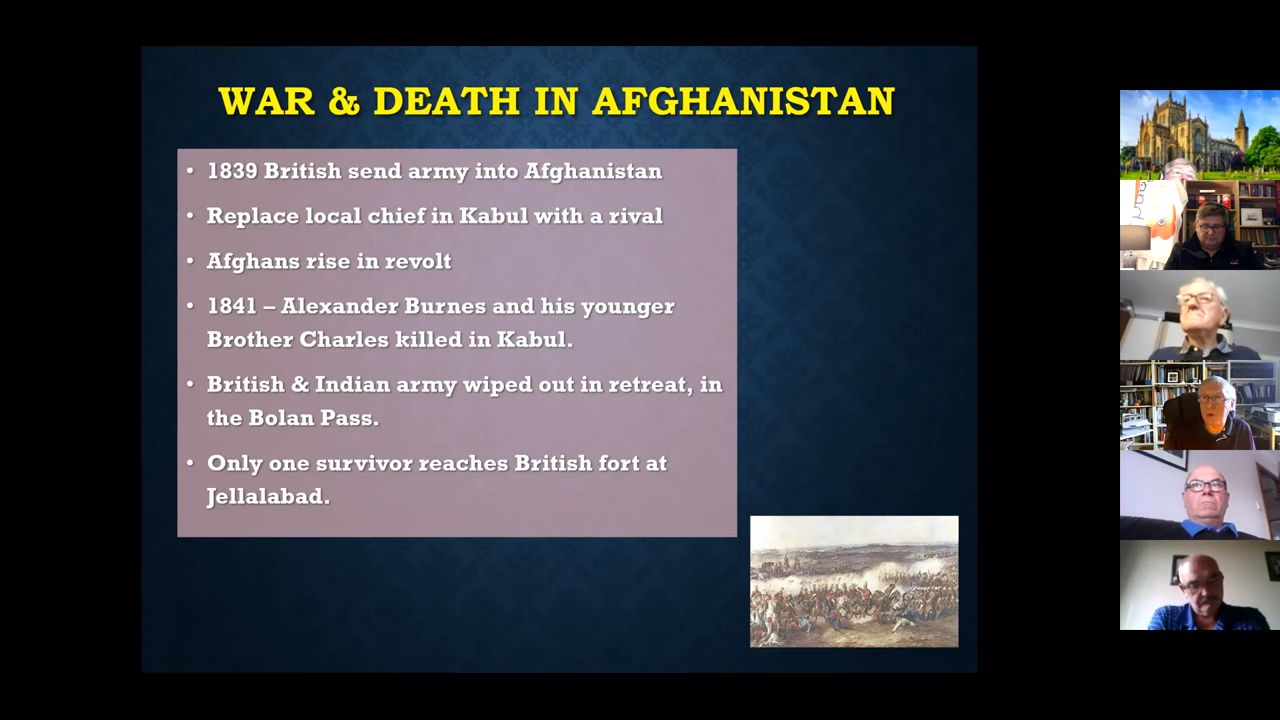 WAR & DEATH IN AFGHANISTAN
• 1839 British send army into Afghanistan
• Replace local chief in Kabul with a rival
• Afghans rise in revolt
• 1841 – Alexander Burnes and his younger
Brother Charles killed in Kabul.
• British & Indian army wiped out in retreat, in
the Bolan Pass.
• Only one survivor reaches British fort at
Jellalabad.